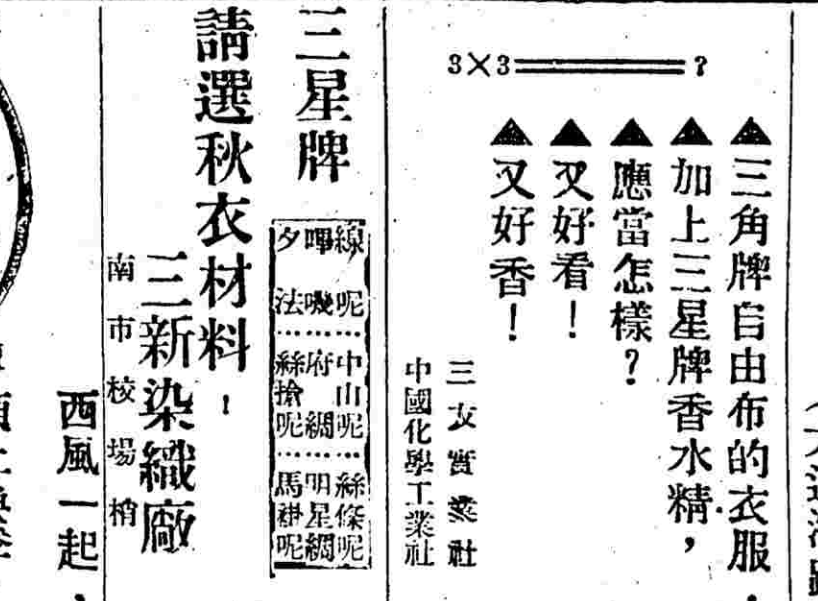 3×3═══?
▲三角牌自由布的衣服，
▲加上三星牌香水精，
▲應當怎樣？
▲又好看！
▲又好香！
三友實業社
中國化學工業社
三星牌
線呢……中山呢……絲條呢
嗶嘰……府綢……明星綢
夕法……絲搶呢……馬褂呢
請選秋衣材料！
三新染織廠
南市校場梢
西風一起，